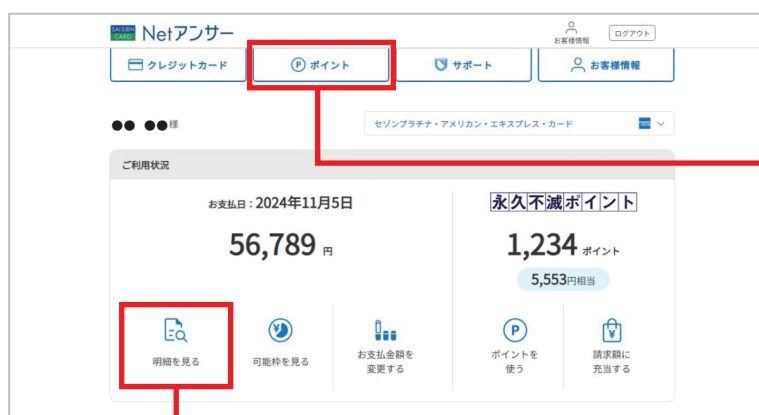 SAISON CARD Netアンサー
お客様情報
ログアウト
クレジットカード
P ポイント
サポート
お客様情報
●● ●●様
セゾンプラチナ・アメリカン・エキスプレス・カード
ご利用状況
お支払日:2024年11月5日
56,789 円
永久不滅ポイント
1,234 ポイント
5,553円相当
明細を見る
可能枠を見る
お支払金額を
変更する
ポイントを
使う
請求額に
充当する